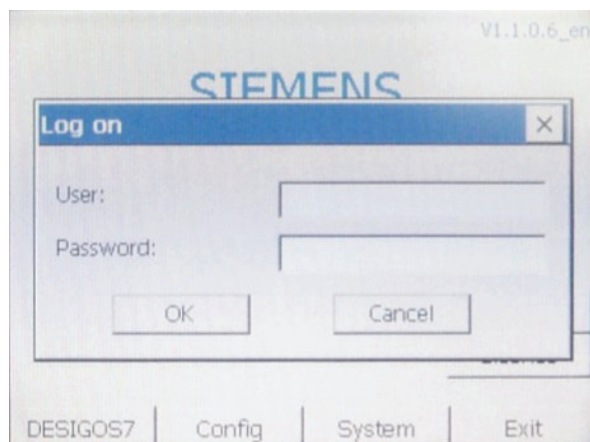 V1.1.0.6_en
SIEMENS
Log on
User:
Password:
OK
Cancel
DESIGOS7
Config
System
Exit